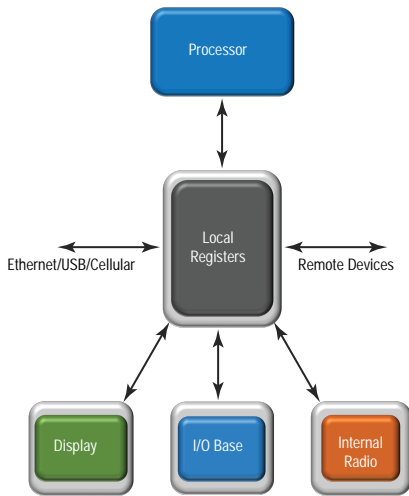 Processor
Local
Registers
Ethernet/USB/Cellular
Remote Devices
Display
I/O Base
Internal
Radio